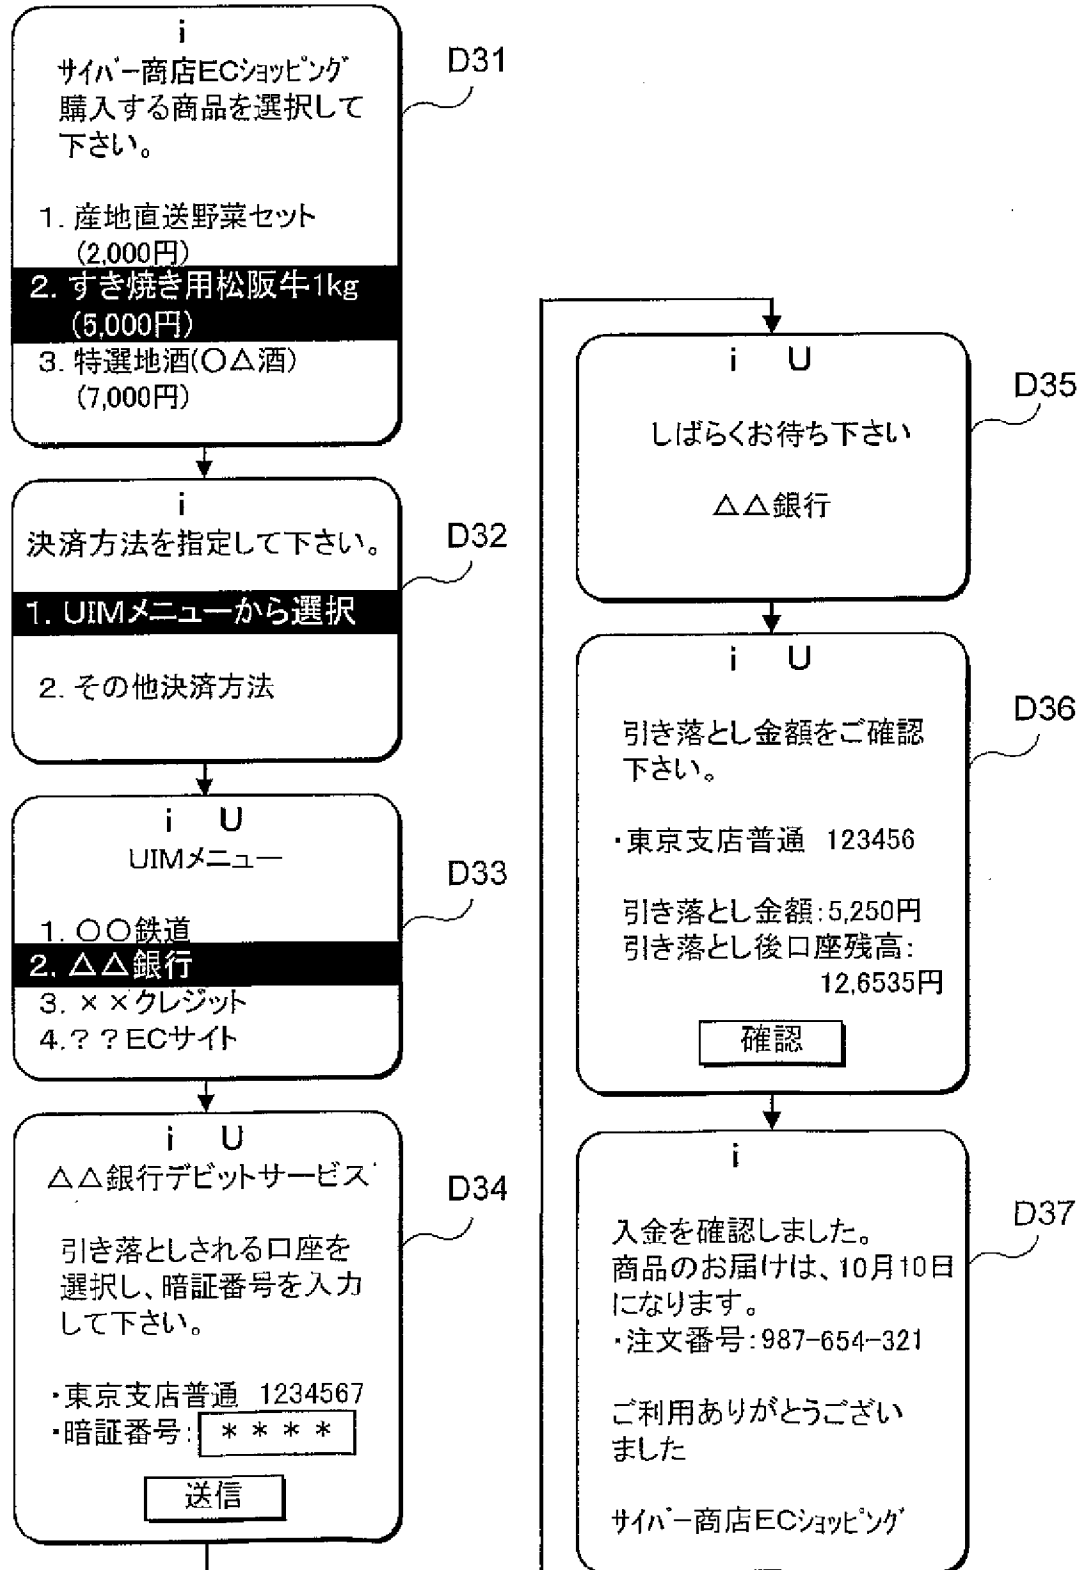 i
サイバー商店ECショッピング
購入する商品を選択して
下さい。
1. 産地直送野菜セット
(2,000円)
2. すき焼き用松阪牛1kg
(5,000円)
3. 特選地酒(○△酒)
(7,000円)
D31
i
決済方法を指定して下さい。
1. UIMメニューから選択
2. その他決済方法
D32
i U
UIMメニュー
1. ○○鉄道
2. △△銀行
3. ××クレジット
4.??ECサイト
D33
i U
△△銀行デビットサービス
引き落としされる口座を
選択し、暗証番号を入力
して下さい。
・東京支店普通 1234567
・暗証番号: ****
送信
D34
i U
しばらくお待ち下さい
△△銀行
D35
i U
引き落とし金額をご確認
下さい。
・東京支店普通 123456
引き落とし金額:5,250円
引き落とし後口座残高:
12,6535円
確認
D36
i
入金を確認しました。
商品のお届けは、10月10日
になります。
・注文番号:987-654-321
ご利用ありがとうござい
ました
サイバー商店ECショッピング
D37